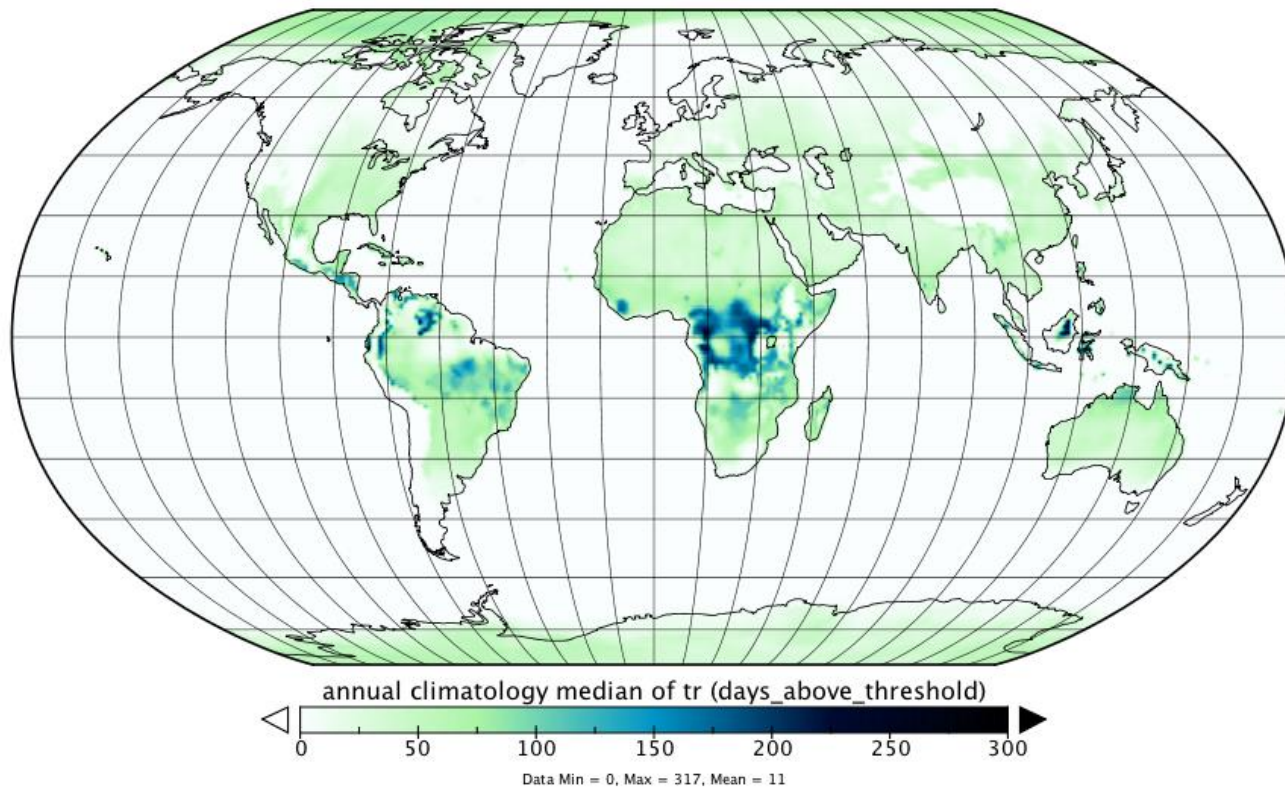 annual climatology median of tr (days_above_threshold)
0 50 100 150 200 250 300
Data Min = 0, Max = 317, Mean = 11